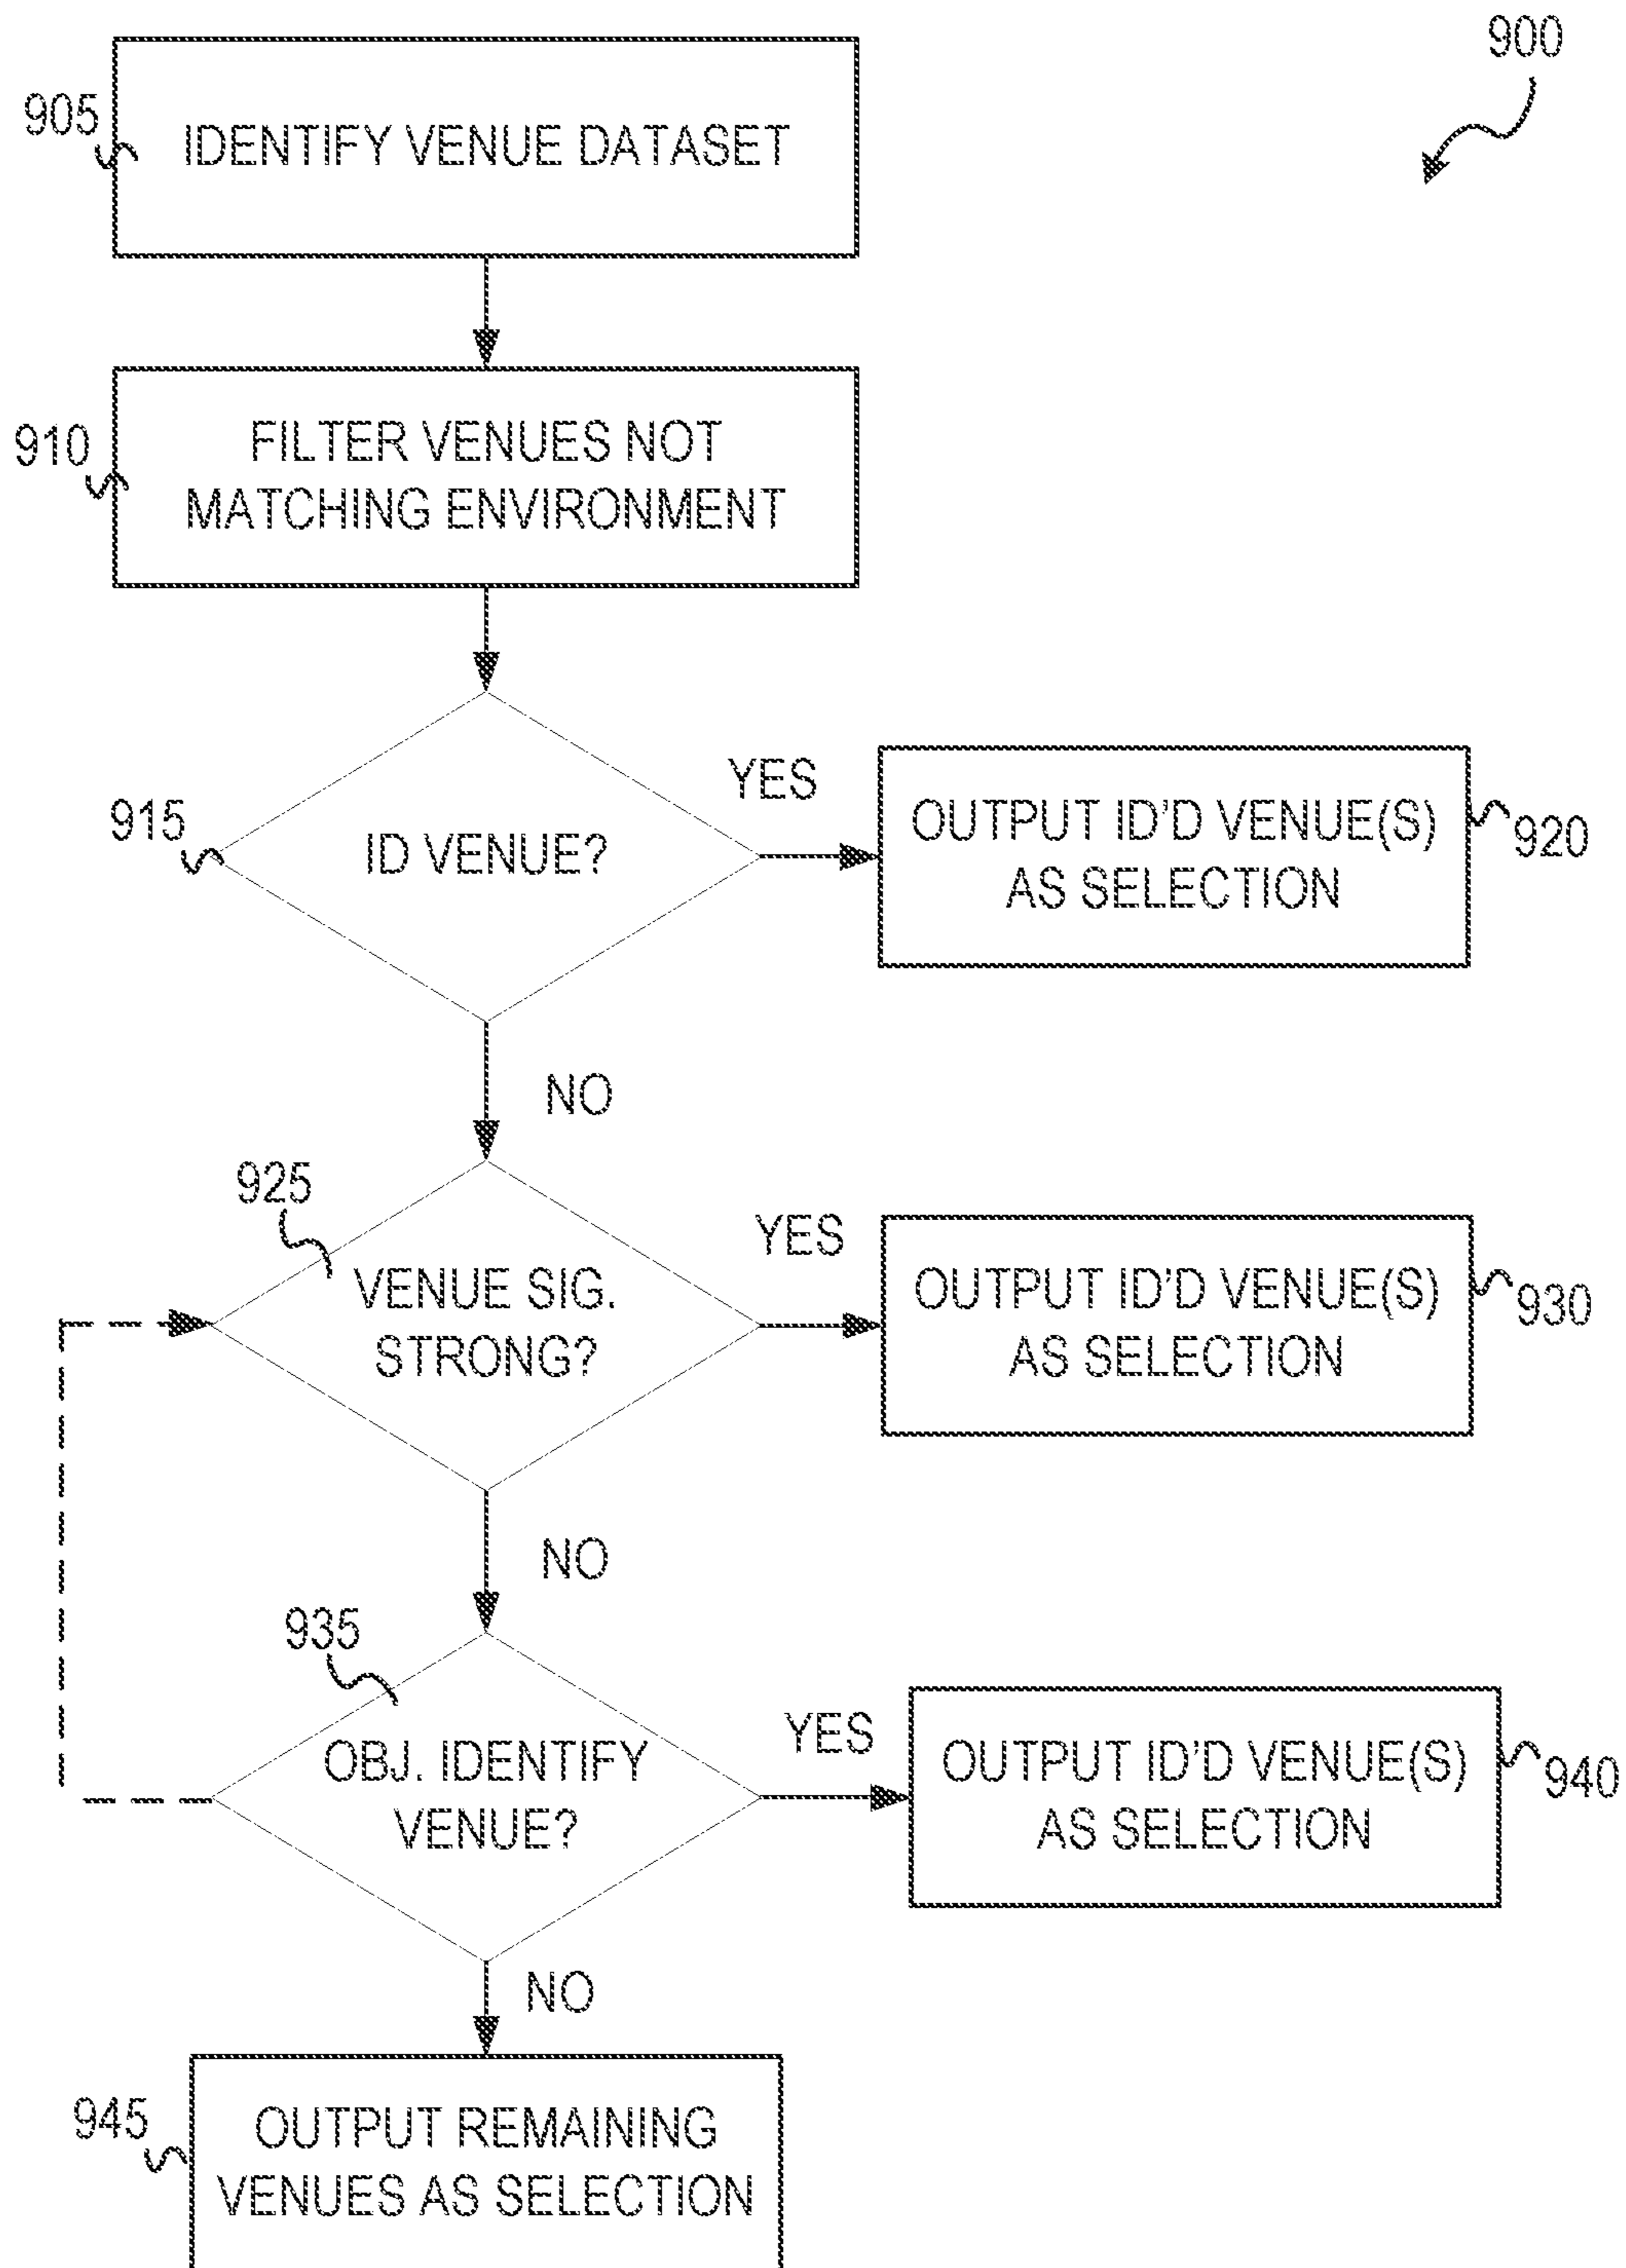 900
905
IDENTIFY VENUE DATASET
910
FILTER VENUES NOT
MATCHING ENVIRONMENT
915
ID VENUE?
YES
OUTPUT ID'D VENUE(S)
AS SELECTION
920
NO
925
VENUE SIG.
STRONG?
YES
OUTPUT ID'D VENUE(S)
AS SELECTION
930
NO
935
OBJ. IDENTIFY
VENUE?
YES
OUTPUT ID'D VENUE(S)
AS SELECTION
940
NO
945
OUTPUT REMAINING
VENUES AS SELECTION